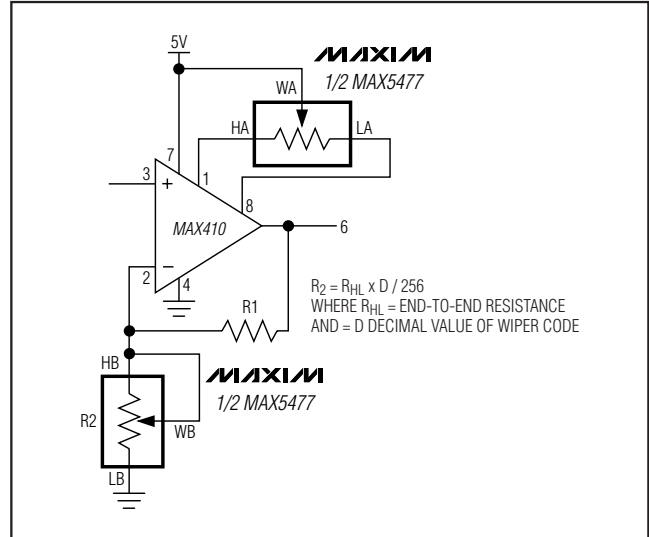 5V
MAXIM
1/2 MAX5477
WA
HA
LA
7
3
+
1
8
MAX410
6
2
−
4
R1
R2 = RHL x D / 256
WHERE RHL = END-TO-END RESISTANCE
AND = D DECIMAL VALUE OF WIPER CODE
HB
MAXIM
1/2 MAX5477
R2
WB
LB